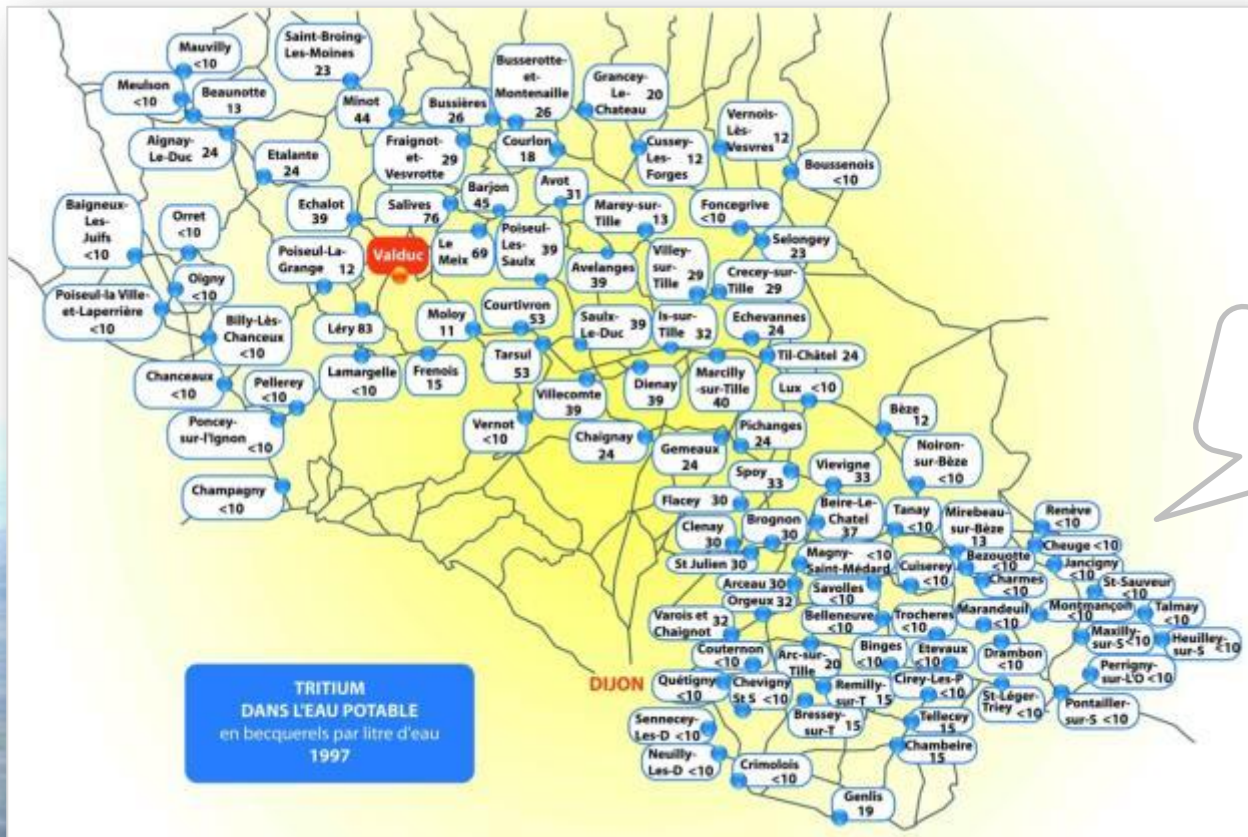 Mauvilly
<10
Saint-Broing-
Les-Moines
23
Meulson
<10
Beaunotte
13
Minot
44
Bussières
26
Busserotte-
et-
Montenaille
26
Grancey-
Le-
Chateau
20
Vernois-
Lès-
Vesvres
12
Aignay-
Le-Duc
24
Etalante
24
Fraignot-
et-
Vesvrotte
29
Courlon
18
Cussey-
Les-
Forges
12
Boussenois
<10
Baigneux-
Les-
Juifs
<10
Orret
<10
Echalot
39
Salives
76
Barjon
45
Avot
31
Marey-sur-
Tille
13
Foncegrive
<10
Selongey
23
Poiseul-La-
Grange 12
Valduc
Le
Meix
69
Poiseul-
Les-
Saulx
39
Avelanges
39
Villey-
sur-
Tille
29
Crecey-sur-
Tille 29
Oigny
<10
Poiseul-la Ville-
et-Laperrière
<10
Billy-Lès-
Chanceux
<10
Léry 83
Moloy
11
Courtivron
53
Saulx-
Le-Duc
39
Is-sur-
Tille 32
Echevannes
24
Til-Châtel 24
Chanceaux
<10
Pellerey
<10
Lamargelle
<10
Frenois
15
Tarsul
53
Villecomte
39
Dienay
39
Marcilly
-sur-Tille
40
Lux <10
Poncey-
sur-l'Ignon
<10
Vernot
<10
Chaignay
24
Gemeaux
24
Pichanges
24
Bèze
12
Noiron-
sur-Bèze
<10
Champagny
<10
Spoy
33
Vievigne
33
Flacey 30
Clenay
30
Brognon
30
Beire-Le-
Chatel
37
Tanay
<10
Mirebeau-
sur-Bèze
13
Renève
<10
St Julien 30
Magny-
Saint-Médard
<10
Cuiserey
<10
Bezouotte
<10
Cheuge <10
Jancigny
<10
Arceau 30
Savolles
<10
Charmes
<10
St-Sauveur
<10
Orgeux 32
Varois et
Chaignot
32
Belleneuve
<10
Trocheres
<10
Marandeuil
<10
Montmançon
<10
Talmay
<10
Couternon
<10
Arc-sur-
Tille 20
Binges
<10
Etevaux
<10
Drambon
<10
Maxilly-
sur-S <10
Heuilley-
sur-S <10
DIJON
Quétigny
<10
Chevigny
St S <10
Remilly-
sur-T 15
Cirey-Les-P
<10
St-Léger-
Triey <10
Perrigny-
sur-L'O <10
Pontailler-
sur-S <10
Sennecey-
Les-D <10
Bressey-
sur-T 15
Tellecey
15
Neuilly-
Les-D <10
Crimolois
<10
Chambeire
15
Genlis
19
TRITIUM
DANS L'EAU POTABLE
en becquerels par litre d'eau
1997